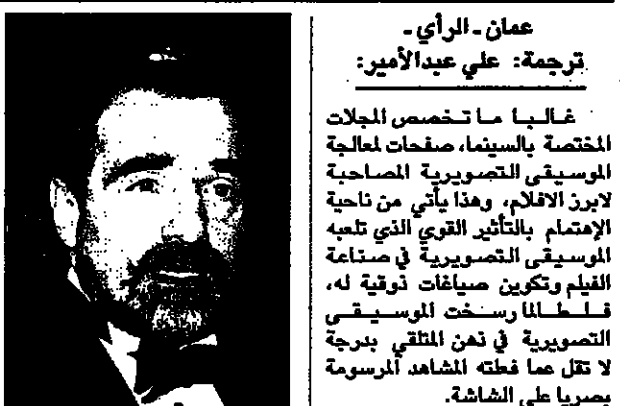 عمان ـ الرأي ـ
ترجمة: علي عبدالأمير:
غالبا ما تخصص المجلات
المختصة بالسينما، صفحات لمعالجة
الموسيقى التصويرية المصاحبة
لابرز الافلام، وهذا يأتي من ناحية
الإهتمام بالتأثير القوي الذي تلعبه
الموسيقى التصويرية في صناعة
الفيلم وتكوين صياغات ذوقية له،
فلطالما رسخت الموسيقى
التصويرية في ذهن المتلقي بدرجة
لا تقل عما فعلته المشاهد المرسومة
بصريا على الشاشة.